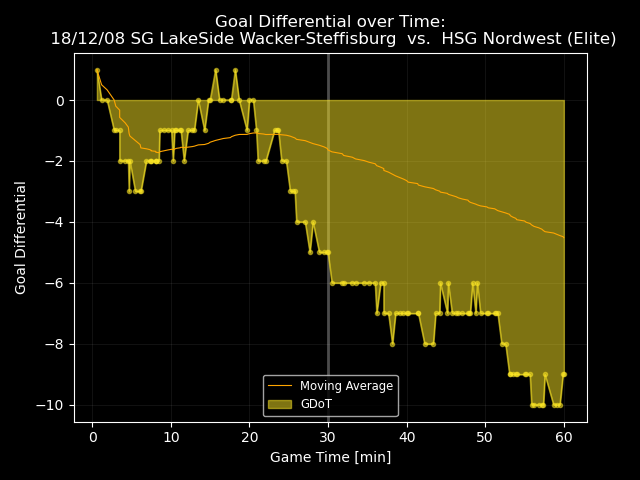 Goal Differential over Time:
18/12/08 SG LakeSide Wacker-Steffisburg  vs.  HSG Nordwest (Elite)
Goal Differential
0
−2
−4
−6
−8
−10
Moving Average
GDoT
0 10 20 30 40 50 60
Game Time [min]